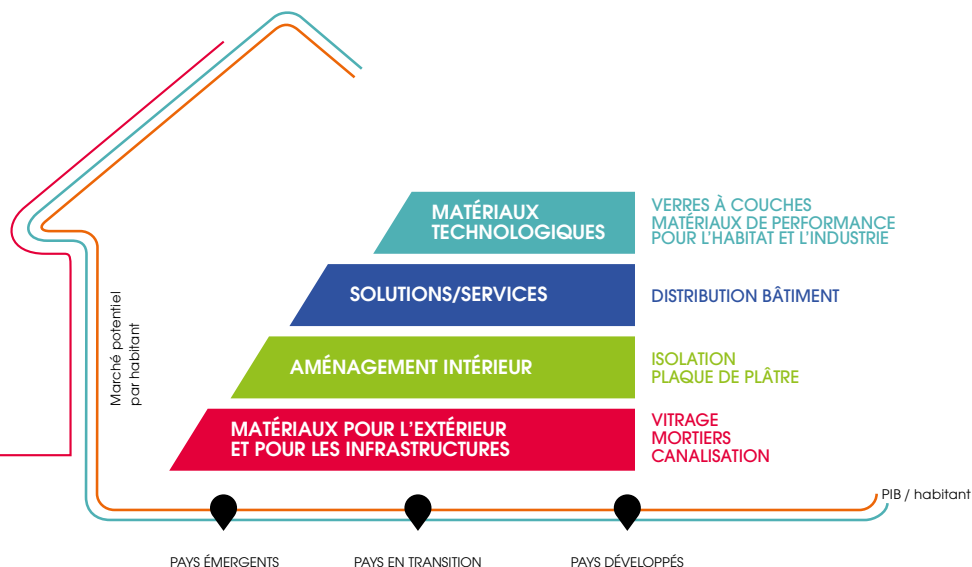 MATÉRIAUX
TECHNOLOGIQUES
VERRES À COUCHES
MATÉRIAUX DE PERFORMANCE
POUR L'HABITAT ET L'INDUSTRIE
SOLUTIONS/SERVICES
DISTRIBUTION BÂTIMENT
Marché potentiel
par habitant
AMÉNAGEMENT INTÉRIEUR
ISOLATION
PLAQUE DE PLÂTRE
MATÉRIAUX POUR L'EXTÉRIEUR
ET POUR LES INFRASTRUCTURES
VITRAGE
MORTIERS
CANALISATION
PIB / habitant
PAYS ÉMERGENTS
PAYS EN TRANSITION
PAYS DÉVELOPPÉS